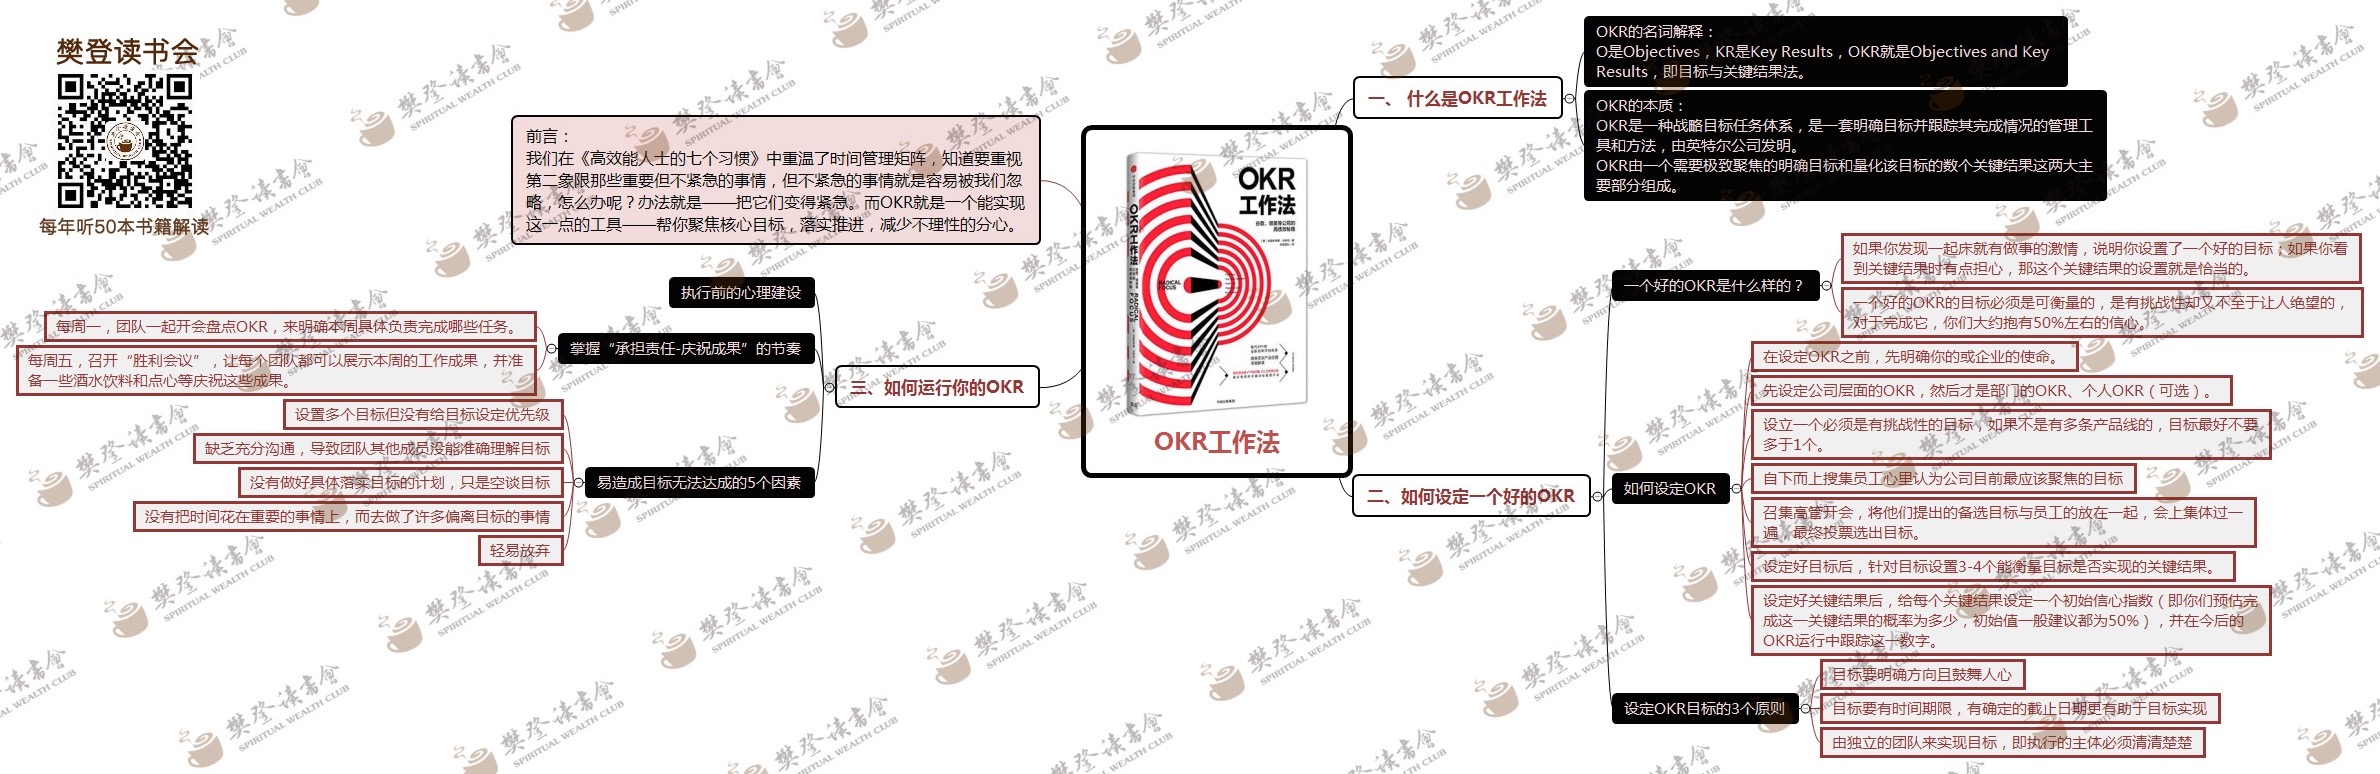 樊登读书会
每年听50本书籍解读
前言：
我们在《高效能人士的七个习惯》中重温了时间管理矩阵，知道要重视
第二象限那些重要但不紧急的事情，但不紧急的事情就是容易被我们忽
略，怎么办呢？办法就是——把它们变得紧急。而OKR就是一个能实现
这一点的工具——帮你聚焦核心目标，落实推进，减少不理性的分心。
OKR
工作法
OKR工作法
RADICAL
FOCUS
RADICAL
FOCUS
OKR工作法
一、 什么是OKR工作法
OKR的名词解释：
O是Objectives，KR是Key Results，OKR就是Objectives and Key
Results，即目标与关键结果法。
OKR的本质：
OKR是一种战略目标任务体系，是一套明确目标并跟踪其完成情况的管理工
具和方法，由英特尔公司发明。
OKR由一个需要极致聚焦的明确目标和量化该目标的数个关键结果这两大主
要部分组成。
二、如何设定一个好的OKR
一个好的OKR是什么样的？
如果你发现一起床就有做事的激情，说明你设置了一个好的目标；如果你看
到关键结果时有点担心，那这个关键结果的设置就是恰当的。
一个好的OKR的目标必须是可衡量的，是有挑战性却又不至于让人绝望的，
对于完成它，你们大约抱有50%左右的信心。
如何设定OKR
在设定OKR之前，先明确你的或企业的使命。
先设定公司层面的OKR，然后才是部门的OKR、个人OKR（可选）。
设立一个必须是有挑战性的目标，如果不是有多条产品线的，目标最好不要
多于1个。
自下而上搜集员工心里认为公司目前最应该聚焦的目标
召集高管开会，将他们提出的备选目标与员工的放在一起，会上集体过一
遍，最终投票选出目标。
设定好目标后，针对目标设置3-4个能衡量目标是否实现的关键结果。
设定好关键结果后，给每个关键结果设定一个初始信心指数（即你们预估完
成这一关键结果的概率为多少，初始值一般建议都为50%），并在今后的
OKR运行中跟踪这一数字。
设定OKR目标的3个原则
目标要明确方向且鼓舞人心
目标要有时间期限，有确定的截止日期更有助于目标实现
由独立的团队来实现目标，即执行的主体必须清清楚楚
三、如何运行你的OKR
执行前的心理建设
掌握“承担责任-庆祝成果”的节奏
每周一，团队一起开会盘点OKR，来明确本周具体负责完成哪些任务。
每周五，召开“胜利会议”，让每个团队都可以展示本周的工作成果，并准
备一些酒水饮料和点心等庆祝这些成果。
易造成目标无法达成的5个因素
设置多个目标但没有给目标设定优先级
缺乏充分沟通，导致团队其他成员没能准确理解目标
没有做好具体落实目标的计划，只是空谈目标
没有把时间花在重要的事情上，而去做了许多偏离目标的事情
轻易放弃
樊登读书会
SPIRITUAL WEALTH CLUB